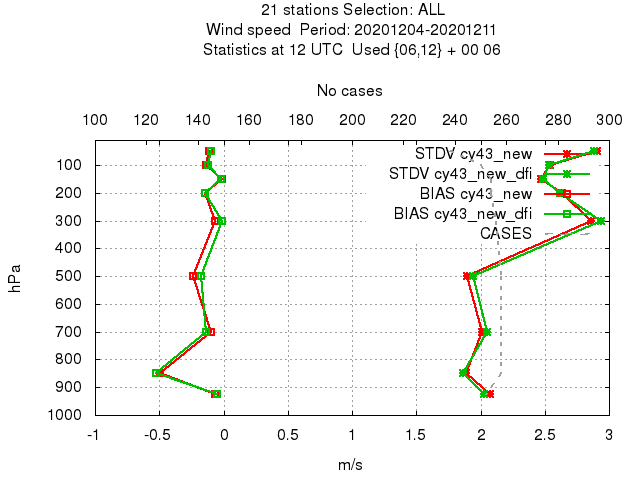 21 stations Selection: ALL
Wind speed  Period: 20201204-20201211
Statistics at 12 UTC  Used {06,12} + 00 06
No cases
100 120 140 160 180 200 220 240 260 280 300
STDV cy43_new
100
STDV cy43_new_dfi
200
BIAS cy43_new
BIAS cy43_new_dfi
300
CASES
400
500
hPa
600
700
800
900
1000
-1 -0.5 0 0.5 1 1.5 2 2.5 3
m/s